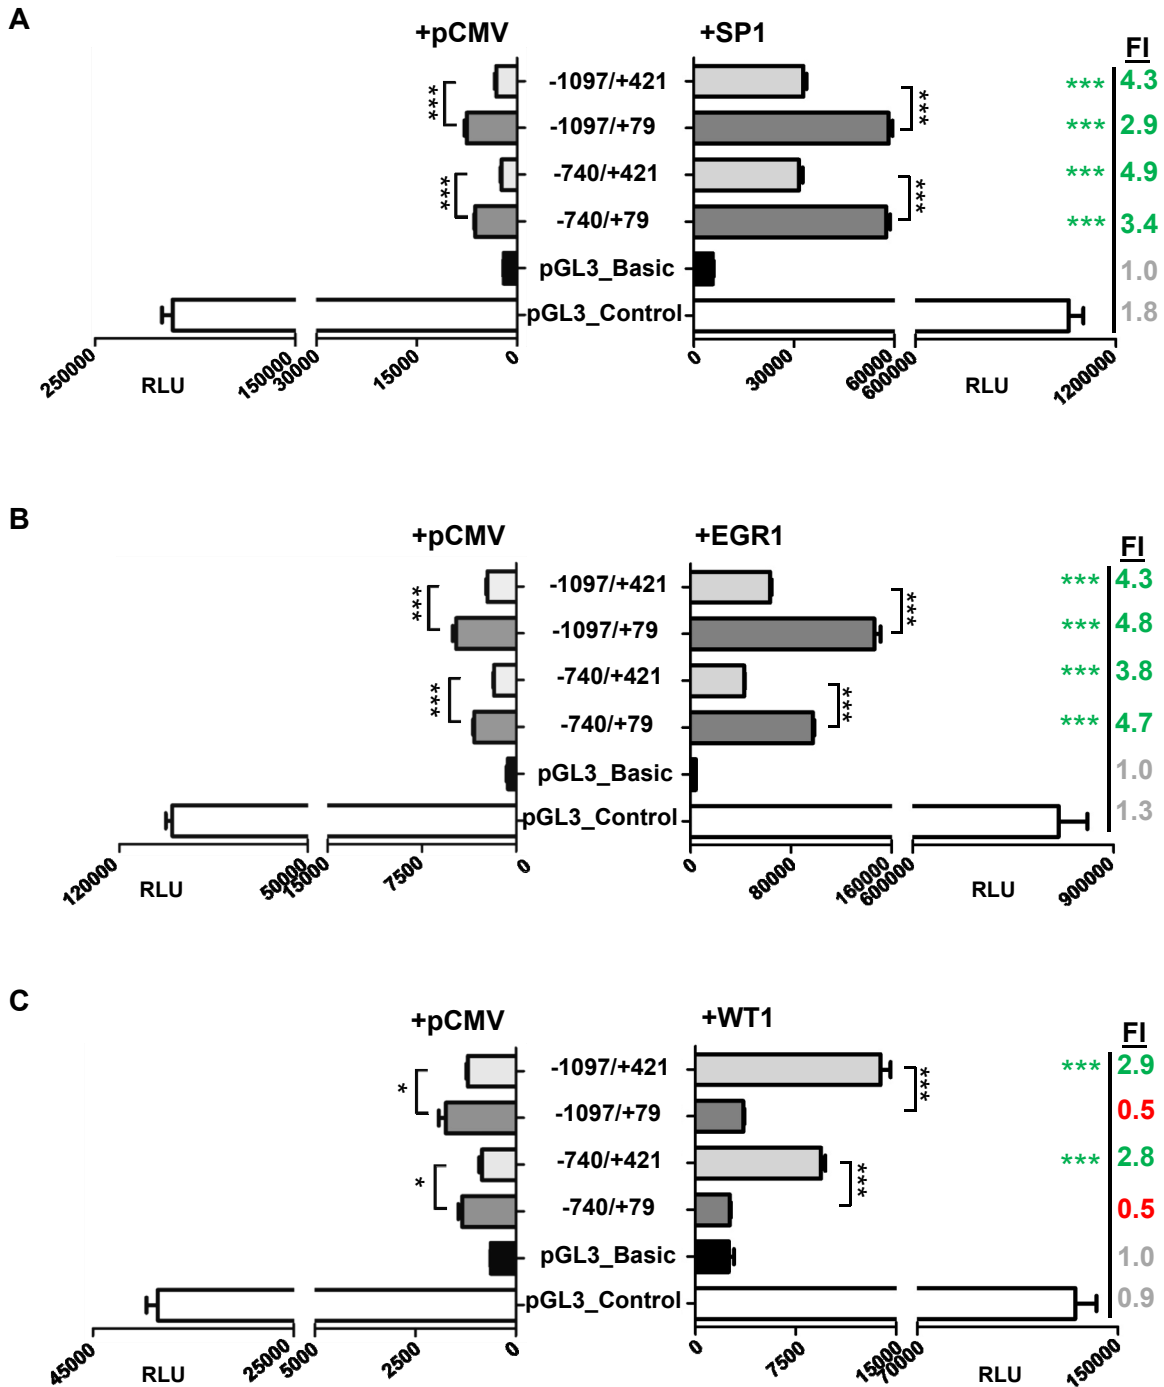 A
+pCMV +SP1 FI
*** -1097/+421 *** *** 4.3
-1097/+79 *** 2.9
*** -740/+421 *** *** 4.9
-740/+79 *** 3.4
pGL3_Basic 1.0
pGL3_Control 1.8
250000 150000 30000 15000 0 0 30000 60000 600000 1200000
RLU RLU
B
+pCMV +EGR1 FI
*** -1097/+421 *** *** 4.3
-1097/+79 *** 4.8
*** -740/+421 *** *** 3.8
-740/+79 *** 4.7
pGL3_Basic 1.0
pGL3_Control 1.3
120000 50000 15000 7500 0 0 80000 160000 600000 900000
RLU RLU
C
+pCMV +WT1 FI
* -1097/+421 *** *** 2.9
-1097/+79 0.5
* -740/+421 *** *** 2.8
-740/+79 0.5
pGL3_Basic 1.0
pGL3_Control 0.9
45000 25000 5000 2500 0 0 7500 15000 70000 150000
RLU RLU